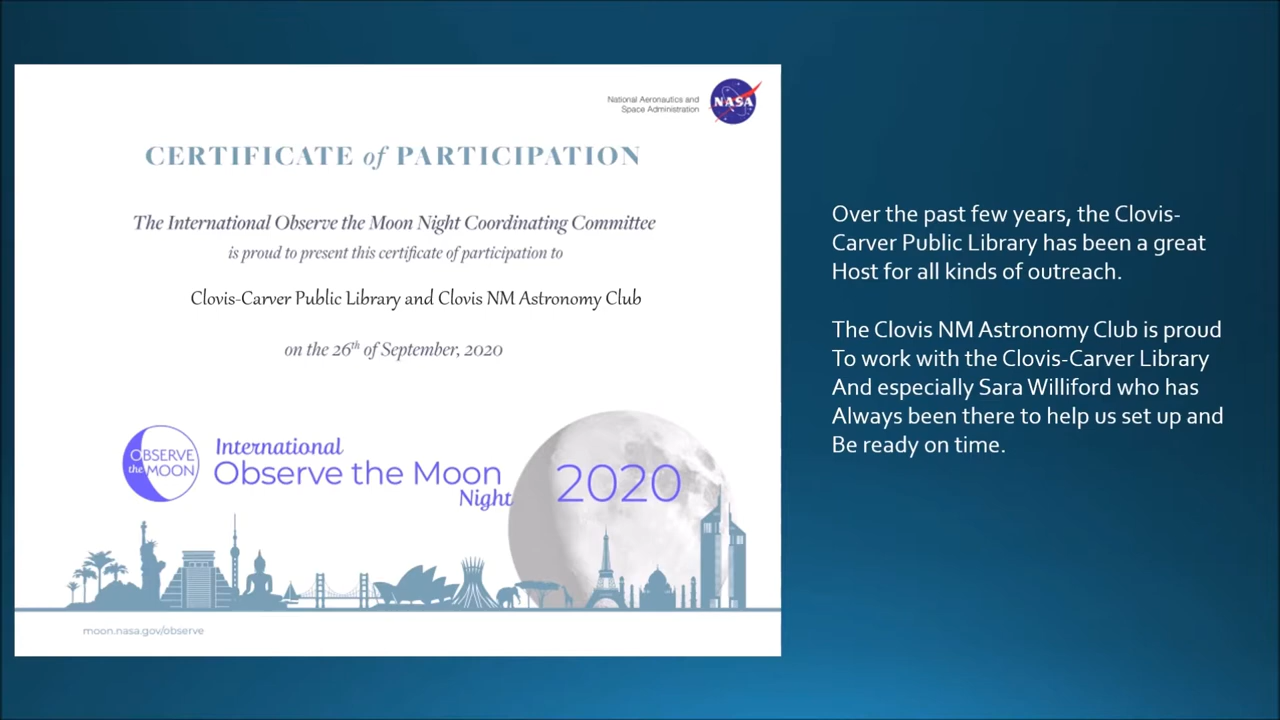 National Aeronautics and
Space Administration
NASA
CERTIFICATE of PARTICIPATION
The International Observe the Moon Night Coordinating Committee
is proud to present this certificate of participation to
Clovis-Carver Public Library and Clovis NM Astronomy Club
on the 26th of September, 2020
OBSERVE
the MOON
International
Observe the Moon
Night
2020
moon.nasa.gov/observe
Over the past few years, the Clovis-
Carver Public Library has been a great
Host for all kinds of outreach.
The Clovis NM Astronomy Club is proud
To work with the Clovis-Carver Library
And especially Sara Williford who has
Always been there to help us set up and
Be ready on time.